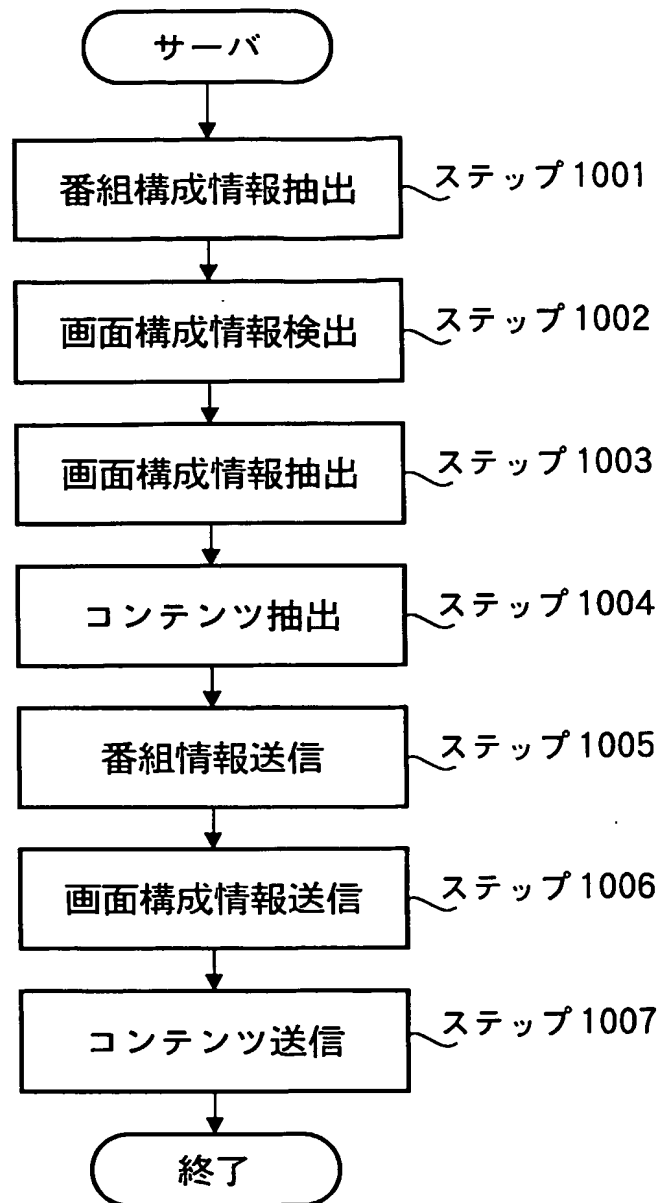 サーバ
番組構成情報抽出
ステップ1001
画面構成情報検出
ステップ1002
画面構成情報抽出
ステップ1003
コンテンツ抽出
ステップ1004
番組情報送信
ステップ1005
画面構成情報送信
ステップ1006
コンテンツ送信
ステップ1007
終了